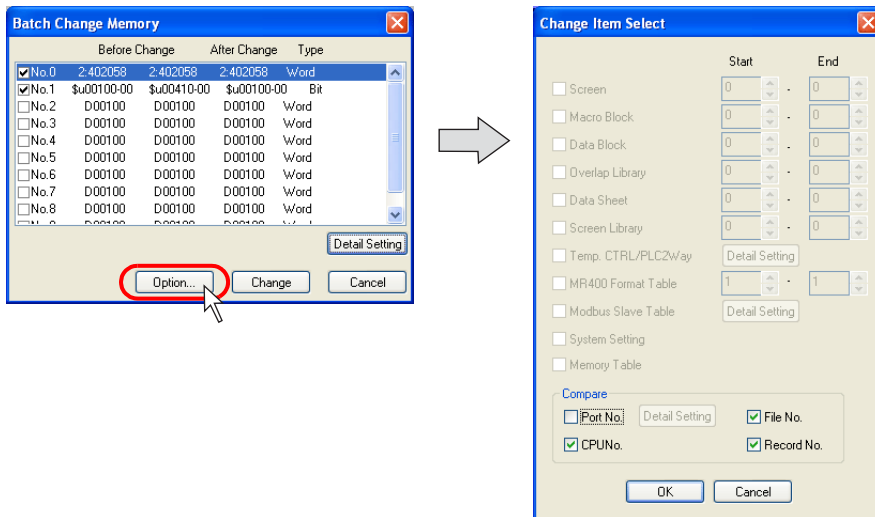 Batch Change Memory
Before Change After Change Type
No.0 2:402058 2:402058 2:402058 Word
No.1 $u00100-00 $u00410-00 $u00100-00 Bit
No.2 D00100 D00100 D00100 Word
No.3 D00100 D00100 D00100 Word
No.4 D00100 D00100 D00100 Word
No.5 D00100 D00100 D00100 Word
No.6 D00100 D00100 D00100 Word
No.7 D00100 D00100 D00100 Word
No.8 D00100 D00100 D00100 Word
Detail Setting
Option... Change Cancel
Change Item Select
Start End
Screen 0 - 0
Macro Block 0 - 0
Data Block 0 - 0
Overlap Library 0 - 0
Data Sheet 0 - 0
Screen Library 0 - 0
Temp. CTRL/PLC2Way Detail Setting
MR400 Format Table 1 - 1
Modbus Slave Table Detail Setting
System Setting
Memory Table
Compare
Port No. Detail Setting File No.
CPUNo. Record No.
OK Cancel